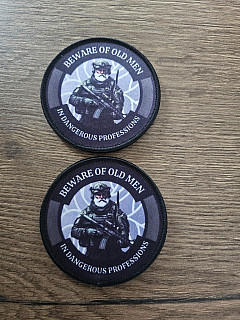 BEWARE OF OLD MEN
IN DANGEROUS PROFESSIONS
BEWARE OF OLD MEN
IN DANGEROUS PROFESSIONS